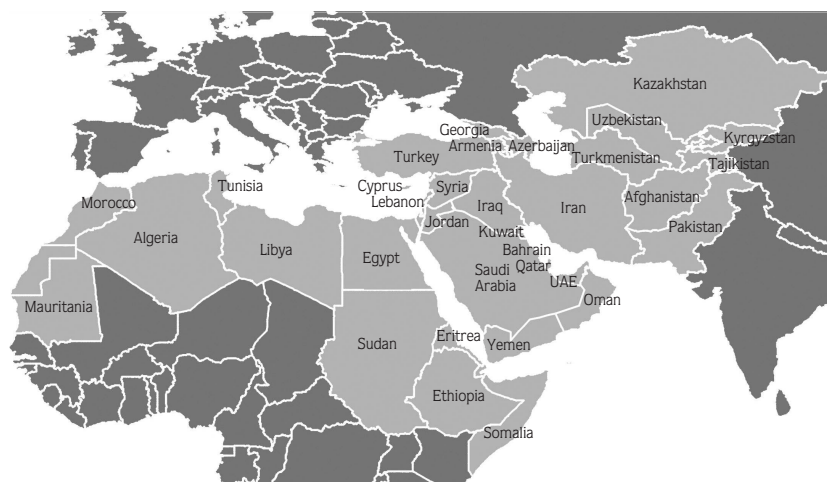 Kazakhstan
Uzbekistan
Georgia
Kyrgyzstan
Armenia
Azerbaijan
Turkey
Turkmenistan
Tajikistan
Tunisia
Cyprus
Syria
Afghanistan
Morocco
Lebanon
Iraq
Iran
Jordan
Pakistan
Algeria
Kuwait
Libya
Egypt
Bahrain
Qatar
Saudi
Arabia
UAE
Mauritania
Oman
Sudan
Eritrea
Yemen
Ethiopia
Somalia